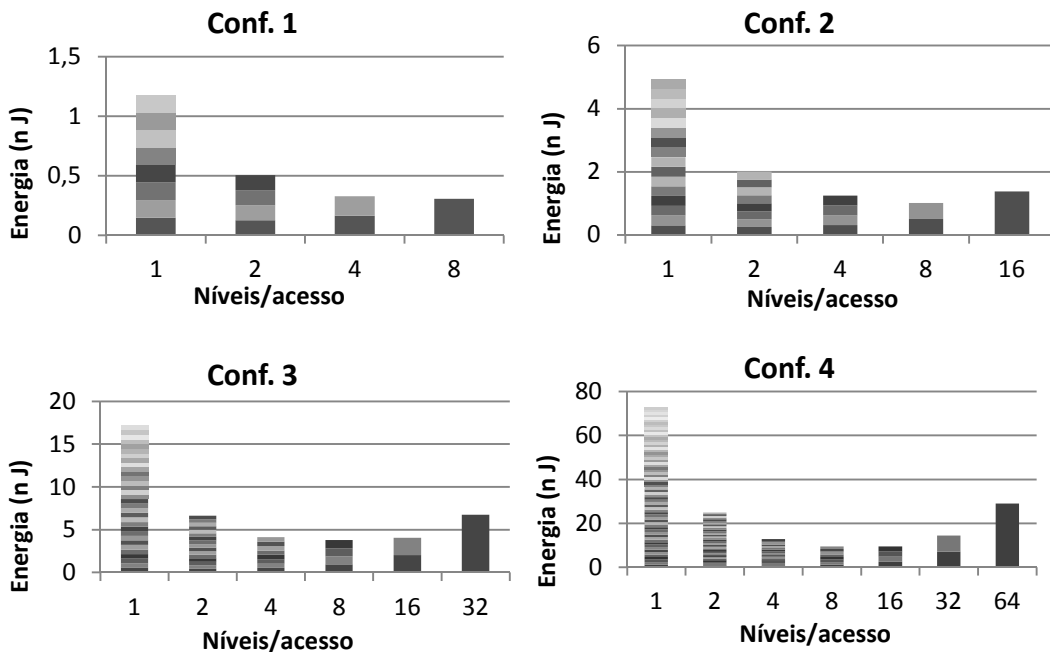 Conf. 1
Energia (n J)
1,5
1
0,5
0
1 2 4 8
Níveis/acesso
Conf. 2
Energia (n J)
6
4
2
0
1 2 4 8 16
Níveis/acesso
Conf. 3
Energia (n J)
20
15
10
5
0
1 2 4 8 16 32
Níveis/acesso
Conf. 4
Energia (n J)
80
60
40
20
0
1 2 4 8 16 32 64
Níveis/acesso